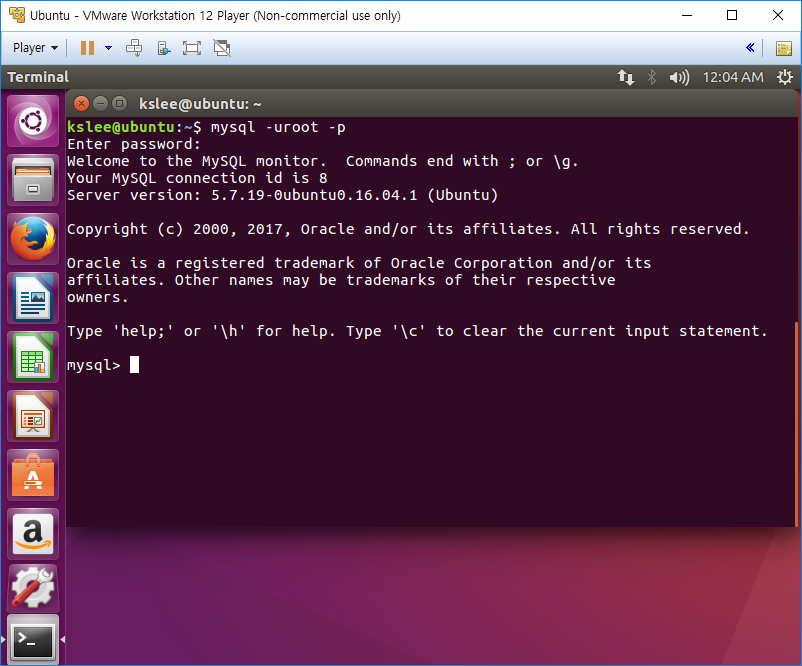 Ubuntu - VMware Workstation 12 Player (Non-commercial use only)
Player
Terminal
12:04 AM
kslee@ubuntu: ~
kslee@ubuntu:~$ mysql -uroot -p
Enter password:
Welcome to the MySQL monitor.  Commands end with ; or \g.
Your MySQL connection id is 8
Server version: 5.7.19-0ubuntu0.16.04.1 (Ubuntu)
Copyright (c) 2000, 2017, Oracle and/or its affiliates. All rights reserved.
Oracle is a registered trademark of Oracle Corporation and/or its
affiliates. Other names may be trademarks of their respective
owners.
Type 'help;' or '\h' for help. Type '\c' to clear the current input statement.
mysql>
A
a
>_